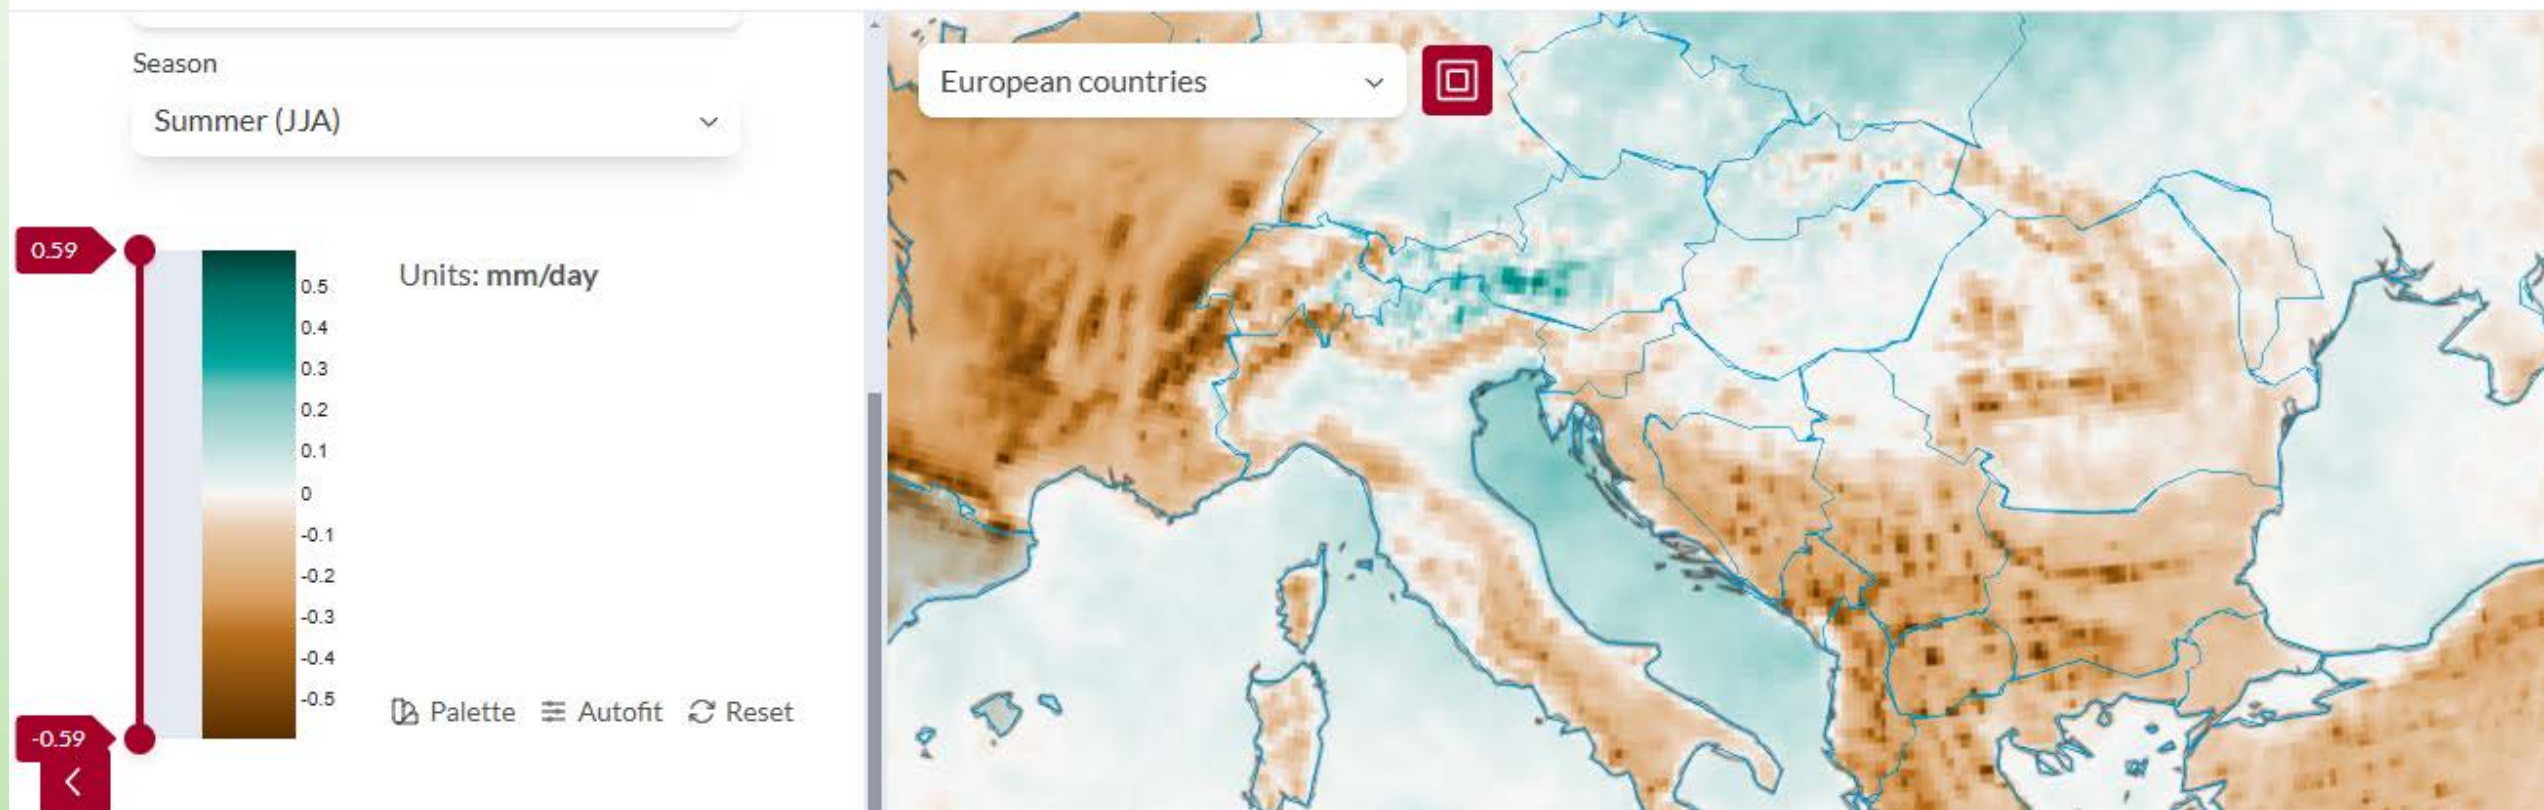 Season
Summer (JJA)
European countries
0.59
Units: mm/day
0.5
0.4
0.3
0.2
0.1
0
-0.1
-0.2
-0.3
-0.4
-0.5
-0.59
Palette
Autofit
Reset